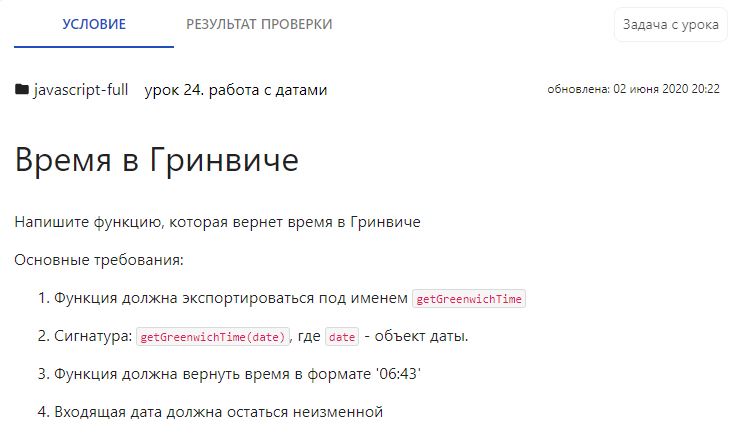 УСЛОВИЕ РЕЗУЛЬТАТ ПРОВЕРКИ Задача с урока
javascript-full урок 24. работа с датами обновлена: 02 июня 2020 20:22
Время в Гринвиче
Напишите функцию, которая вернет время в Гринвиче
Основные требования:
1. Функция должна экспортироваться под именем getGreenwichTime
2. Сигнатура: getGreenwichTime(date), где date - объект даты.
3. Функция должна вернуть время в формате '06:43'
4. Входящая дата должна остаться неизменной